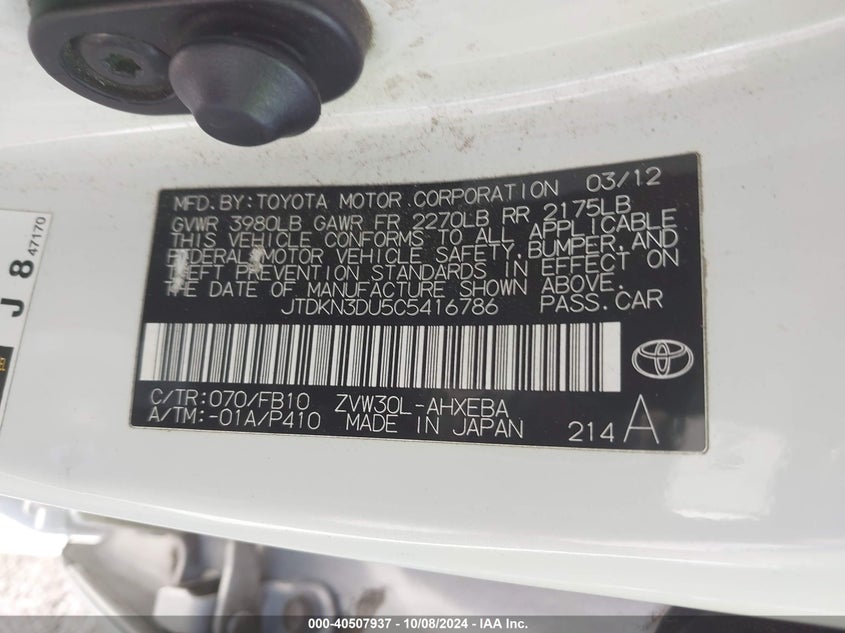 MFD.BY:TOYOTA MOTOR CORPORATION 03/12
GVWR 3980LB GAWR FR 2270LB RR 2175LB
THIS VEHICLE CONFORMS TO ALL APPLICABLE
FEDERAL MOTOR VEHICLE SAFETY,BUMPER,AND
THEFT PREVENTION STANDARDS IN EFFECT ON
THE DATE OF MANUFACTURE SHOWN ABOVE.
JTDKN3DU5C5416786 PASS.CAR
C/TR:070/FB10 ZVW30L-AHXEBA
A/TM:-01A/P410 MADE IN JAPAN 214 A
J 8 47170
000-40507937 - 10/08/2024 - IAA Inc.